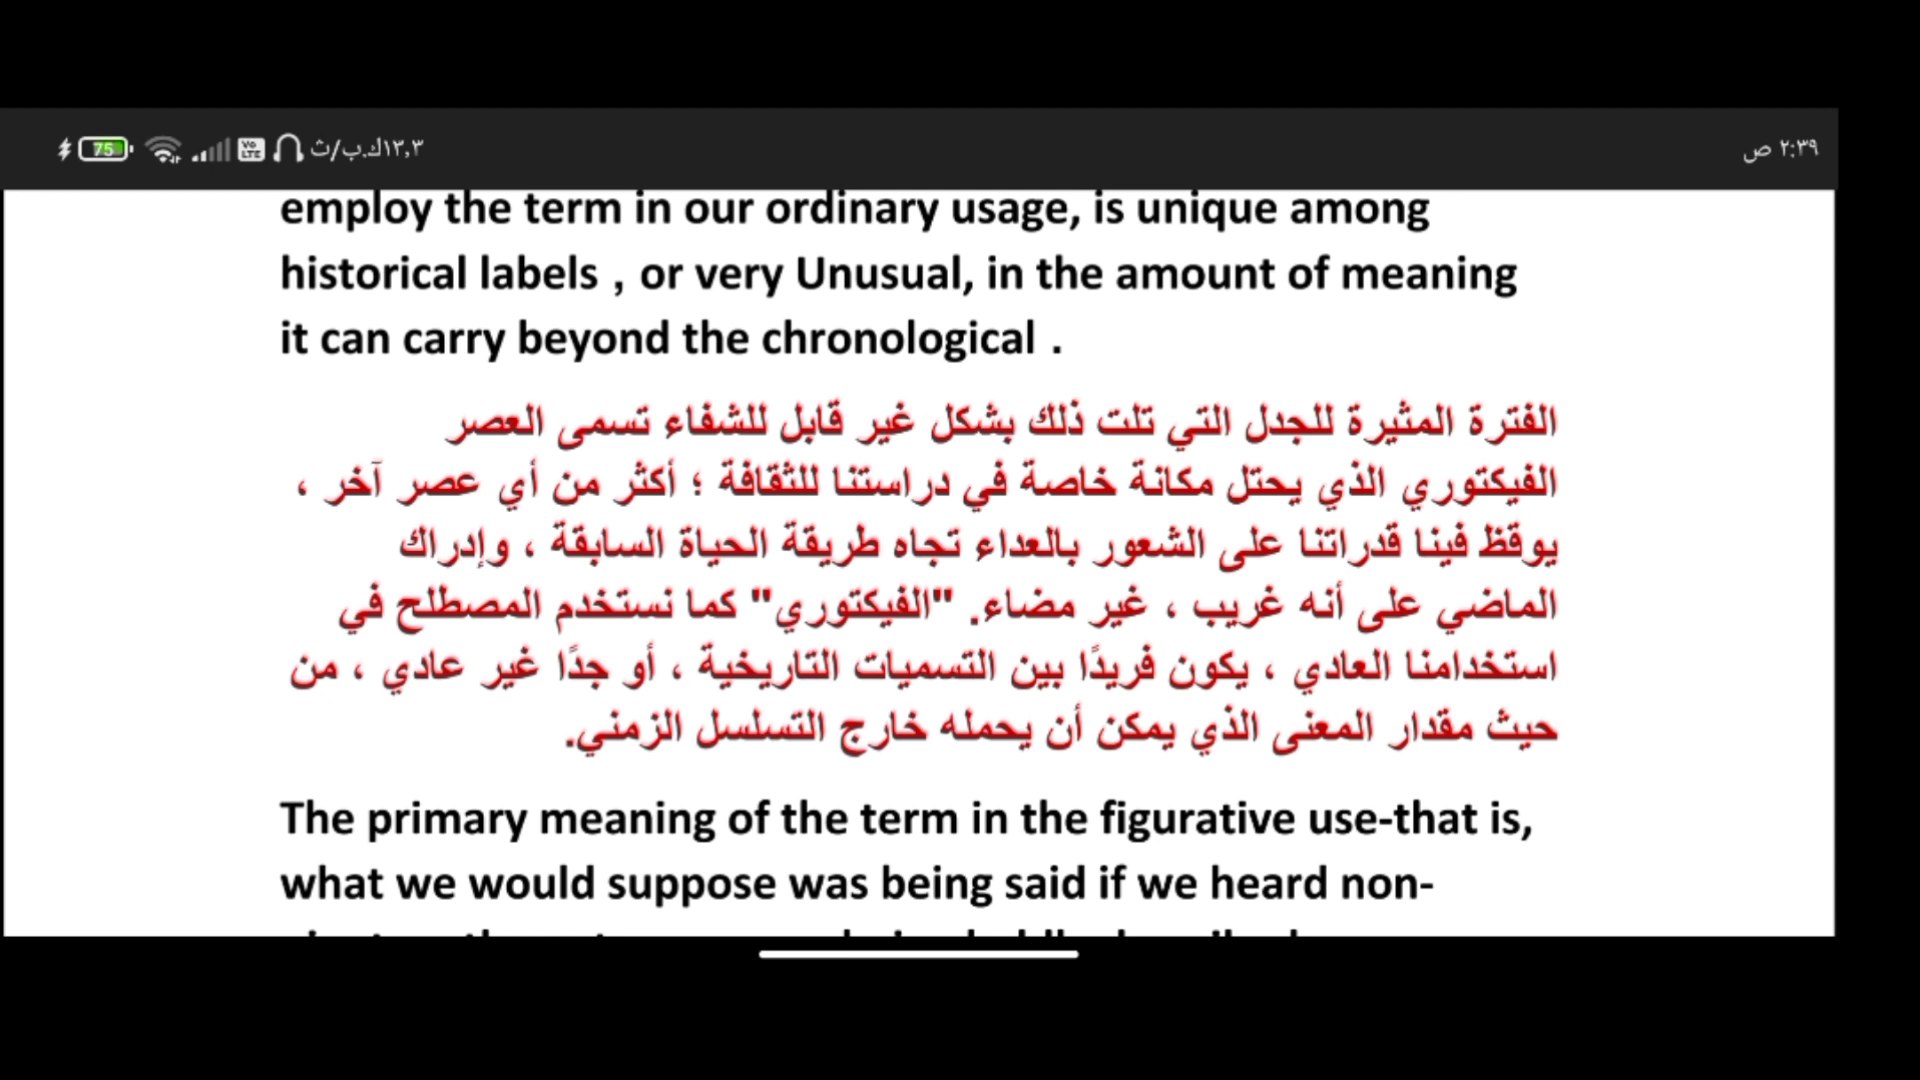 75 Vo LTE ١٣,٣ك.ب/ث ٢:٣٩ ص
employ the term in our ordinary usage, is unique among
historical labels , or very Unusual, in the amount of meaning
it can carry beyond the chronological .
الفترة المثيرة للجدل التي تلت ذلك بشكل غير قابل للشفاء تسمى العصر
الفيكتوري الذي يحتل مكانة خاصة في دراستنا للثقافة ؛ أكثر من أي عصر آخر ،
يوقظ فينا قدراتنا على الشعور بالعداء تجاه طريقة الحياة السابقة ، وإدراك
الماضي على أنه غريب ، غير مضاء. "الفيكتوري" كما نستخدم المصطلح في
استخدامنا العادي ، يكون فريدًا بين التسميات التاريخية ، أو جدًا غير عادي ، من
حيث مقدار المعنى الذي يمكن أن يحمله خارج التسلسل الزمني.
The primary meaning of the term in the figurative use-that is,
what we would suppose was being said if we heard non-